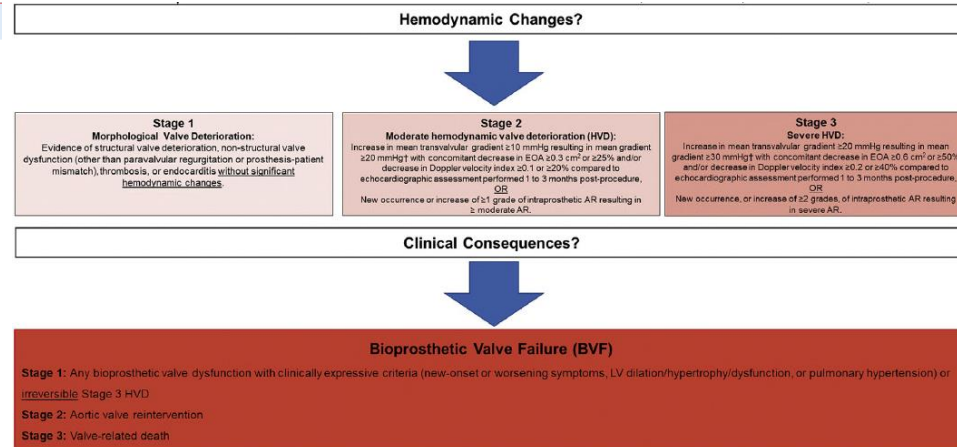 Hemodynamic Changes?
Stage 1
Morphological Valve Deterioration:
Evidence of structural valve deterioration, non-structural valve
dysfunction (other than paravalvular regurgitation or prosthesis-patient
mismatch), thrombosis, or endocarditis without significant
hemodynamic changes.
Stage 2
Moderate hemodynamic valve deterioration (HVD):
Increase in mean transvalvular gradient ≥10 mmHg resulting in mean gradient
≥20 mmHg† with concomitant decrease in EOA ≥0.3 cm² or ≥25% and/or
decrease in Doppler velocity index ≥0.1 or ≥20% compared to
echocardiographic assessment performed 1 to 3 months post-procedure,
OR
New occurrence or increase of ≥1 grade of intraprosthetic AR resulting in
≥ moderate AR.
Stage 3
Severe HVD:
Increase in mean transvalvular gradient ≥20 mmHg resulting in mean
gradient ≥30 mmHg† with concomitant decrease in EOA ≥0.6 cm² or ≥50%
and/or decrease in Doppler velocity index ≥0.2 or ≥40% compared to
echocardiographic assessment performed 1 to 3 months post-procedure,
OR
New occurrence, or increase of ≥2 grades, of intraprosthetic AR resulting
in severe AR.
Clinical Consequences?
Bioprosthetic Valve Failure (BVF)
Stage 1: Any bioprosthetic valve dysfunction with clinically expressive criteria (new-onset or worsening symptoms, LV dilation/hypertrophy/dysfunction, or pulmonary hypertension) or
irreversible Stage 3 HVD
Stage 2: Aortic valve reintervention
Stage 3: Valve-related death